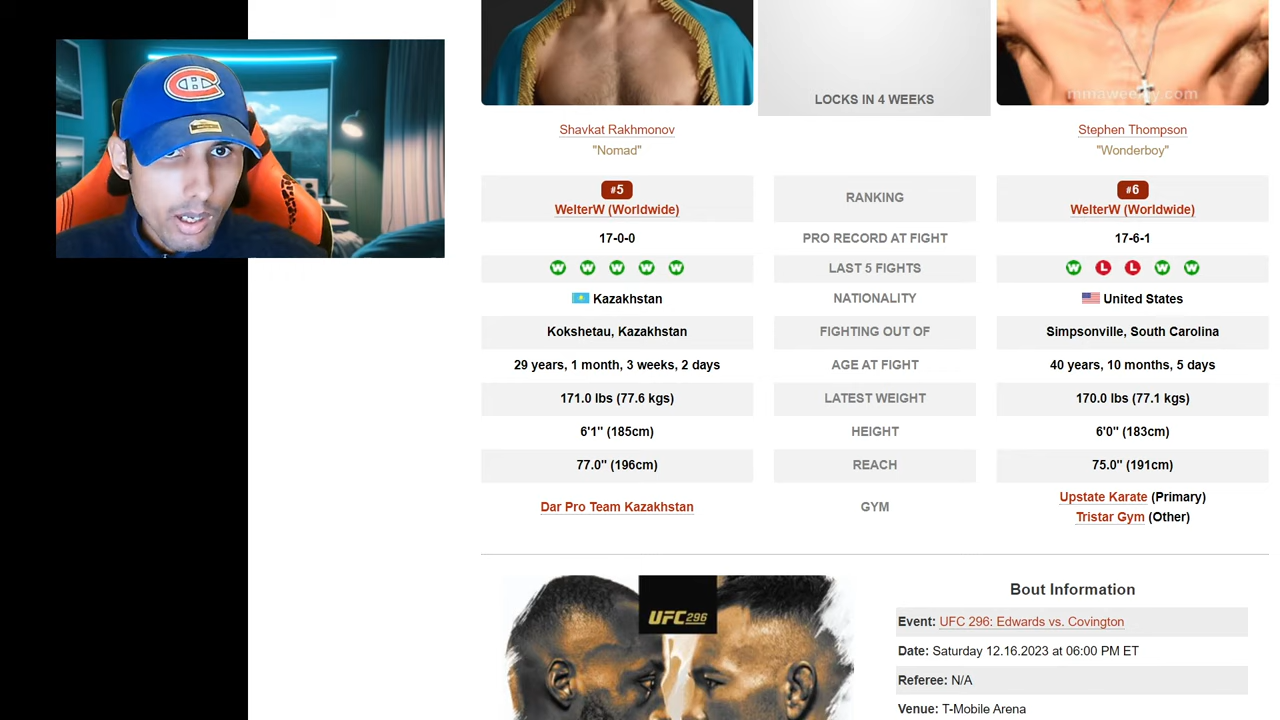 LOCKS IN 4 WEEKS
mmaweekly.com
Shavkat Rakhmonov
Stephen Thompson
"Nomad"
"Wonderboy"
#5
RANKING
#6
WelterW (Worldwide)
WelterW (Worldwide)
17-0-0
PRO RECORD AT FIGHT
17-6-1
W W W W W
LAST 5 FIGHTS
W L L W W
Kazakhstan
NATIONALITY
United States
Kokshetau, Kazakhstan
FIGHTING OUT OF
Simpsonville, South Carolina
29 years, 1 month, 3 weeks, 2 days
AGE AT FIGHT
40 years, 10 months, 5 days
171.0 lbs (77.6 kgs)
LATEST WEIGHT
170.0 lbs (77.1 kgs)
6'1" (185cm)
HEIGHT
6'0" (183cm)
77.0" (196cm)
REACH
75.0" (191cm)
Dar Pro Team Kazakhstan
GYM
Upstate Karate (Primary)
Tristar Gym (Other)
UFC 296
Bout Information
Event: UFC 296: Edwards vs. Covington
Date: Saturday 12.16.2023 at 06:00 PM ET
Referee: N/A
Venue: T-Mobile Arena